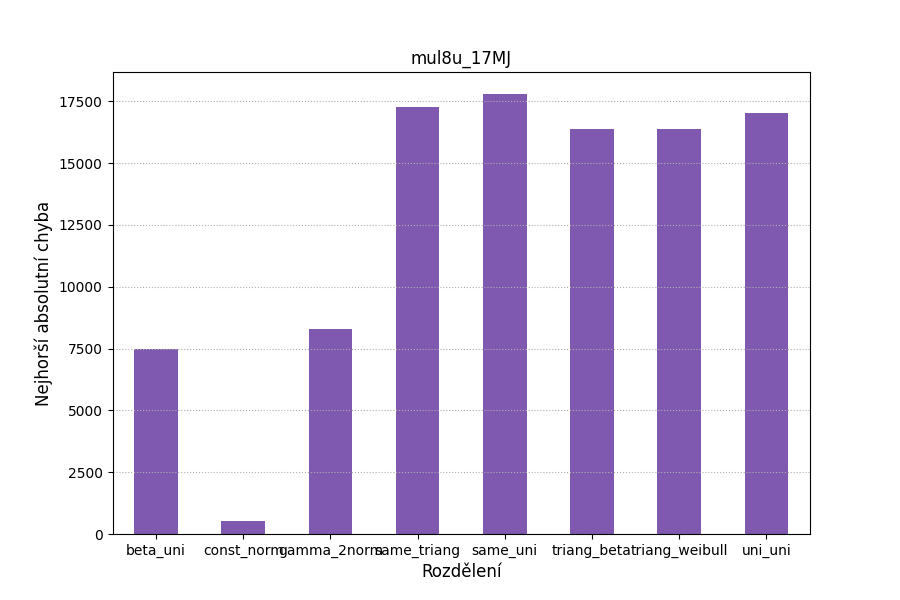 mul8u_17MJ
Nejhorší absolutní chyba
17500
15000
12500
10000
7500
5000
2500
0
beta_uni const_norm gamma_2norm same_triang same_uni triang_beta triang_weibull uni_uni
Rozdělení